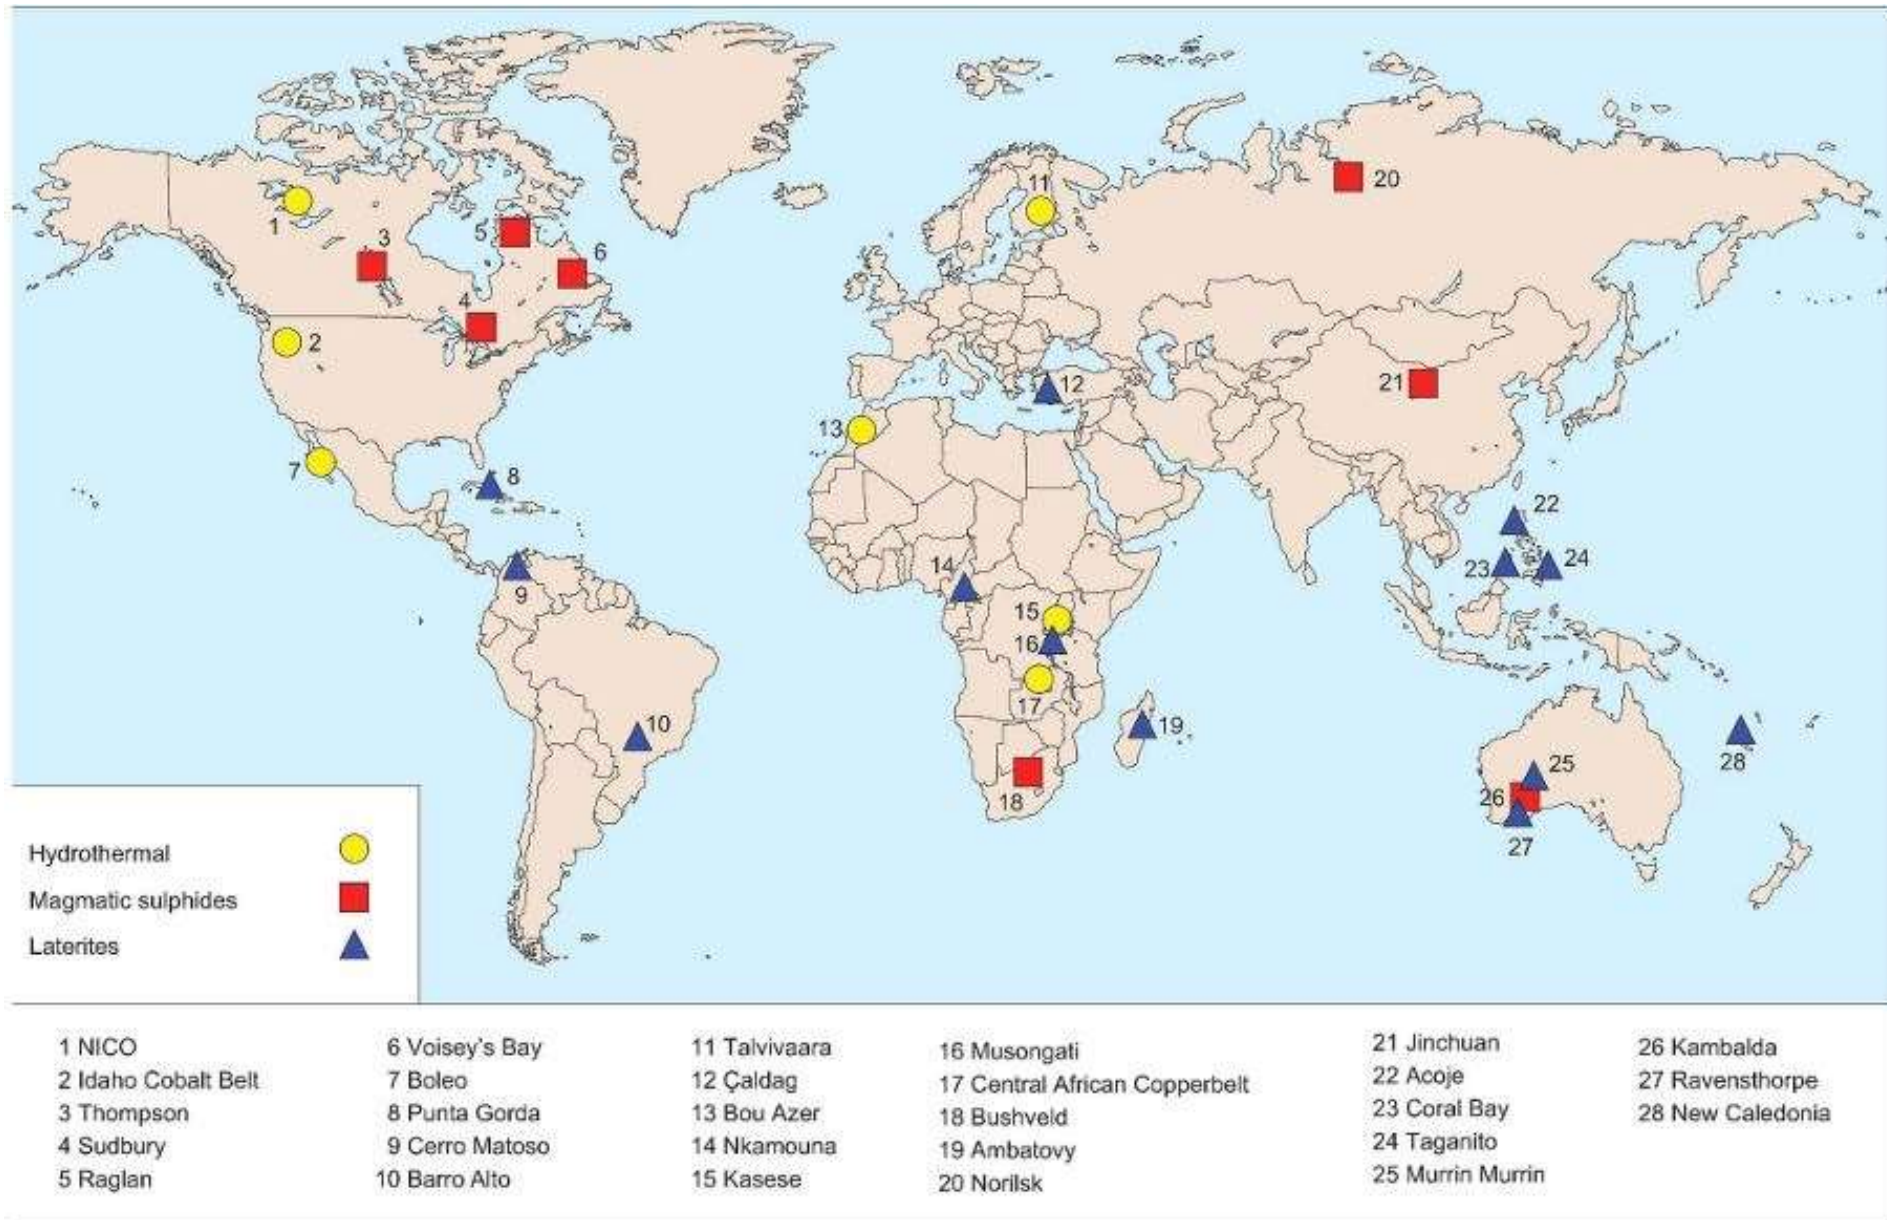 1
2
3
4
5
6
7
8
9
10
11
12
13
14
15
16
17
18
19
20
21
22
23
24
25
26
27
28
Hydrothermal
Magmatic sulphides
Laterites
1 NICO
2 Idaho Cobalt Belt
3 Thompson
4 Sudbury
5 Raglan
6 Voisey's Bay
7 Boleo
8 Punta Gorda
9 Cerro Matoso
10 Barro Alto
11 Talvivaara
12 Çaldag
13 Bou Azer
14 Nkamouna
15 Kasese
16 Musongati
17 Central African Copperbelt
18 Bushveld
19 Ambatovy
20 Norilsk
21 Jinchuan
22 Acoje
23 Coral Bay
24 Taganito
25 Murrin Murrin
26 Kambalda
27 Ravensthorpe
28 New Caledonia